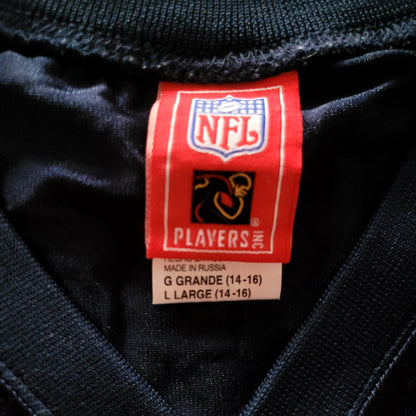 NFL
PLAYERS INC
MADE IN RUSSIA
G GRANDE (14-16)
L LARGE (14-16)